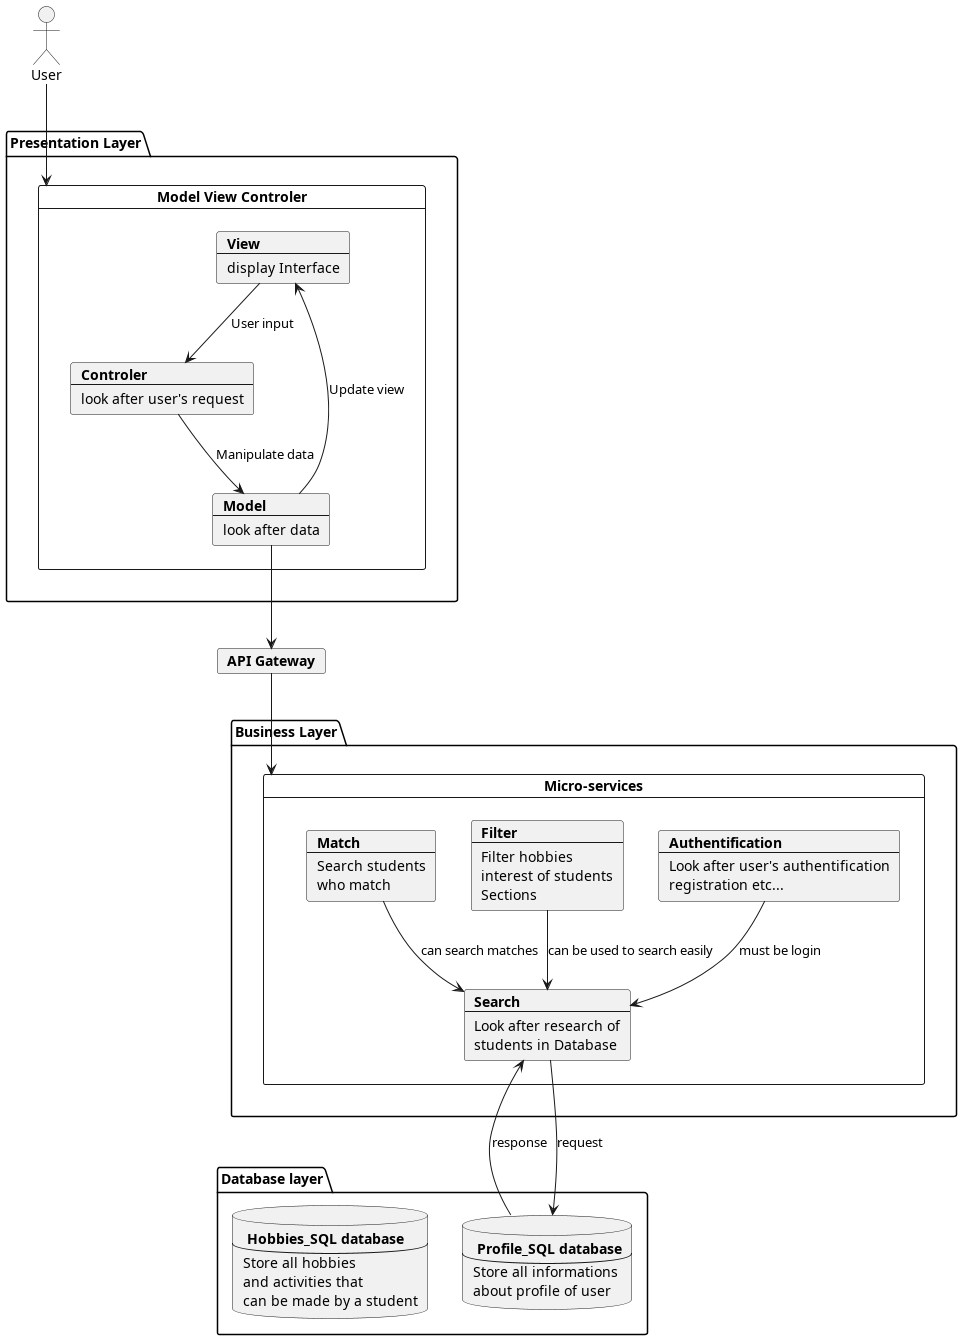 User
Presentation Layer
Model View Controler
View
display Interface
User input
Controler
look after user's request
Update view
Manipulate data
Model
look after data
API Gateway
Business Layer
Micro-services
Match
Search students
who match
Filter
Filter hobbies
interest of students
Sections
Authentification
Look after user's authentification
registration etc...
can search matches
can be used to search easily
must be login
Search
Look after research of
students in Database
response
request
Database layer
Hobbies_SQL database
Store all hobbies
and activities that
can be made by a student
Profile_SQL database
Store all informations
about profile of user